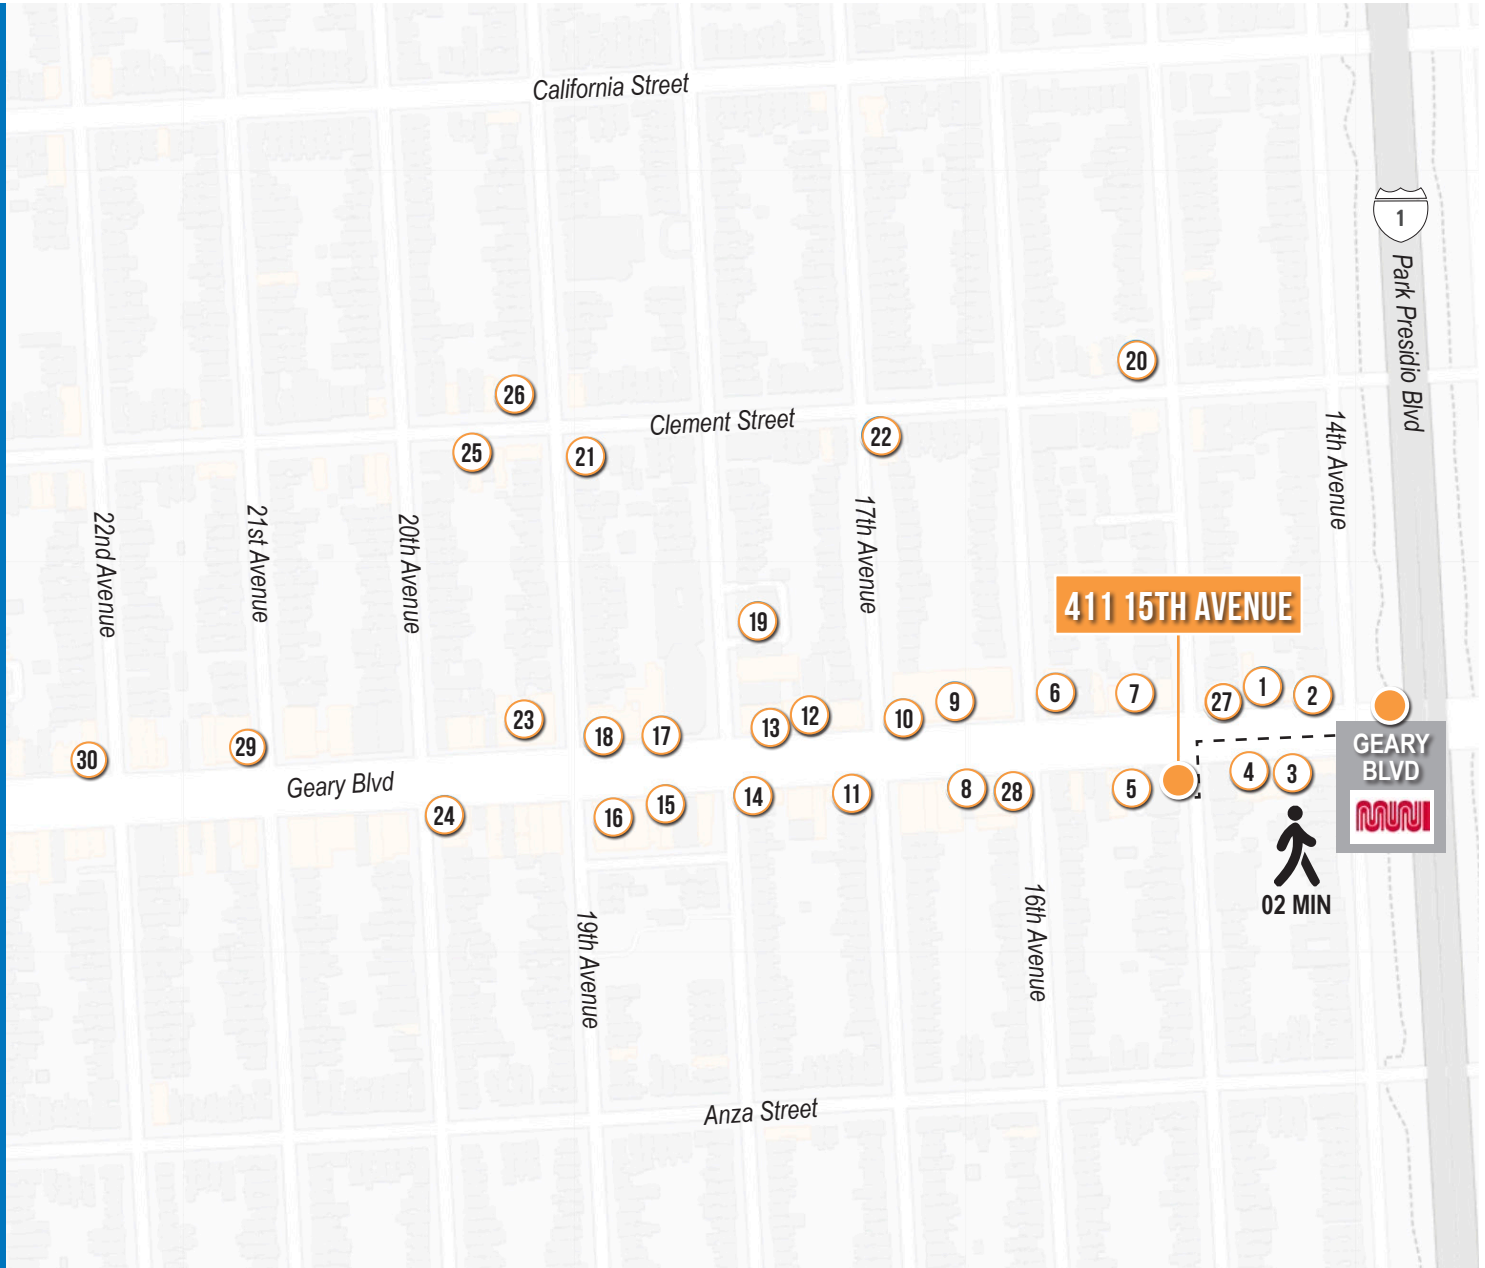 California Street
1
Park Presidio Blvd
20
26
Clement Street
14th Avenue
22
25
21
22nd Avenue
21st Avenue
20th Avenue
17th Avenue
411 15TH AVENUE
19
6
7
27
1
2
9
10
12
13
23
18
17
29
30
GEARY
BLVD
MUNI
Geary Blvd
4
3
5
8
28
11
14
15
16
24
02 MIN
16th Avenue
19th Avenue
Anza Street